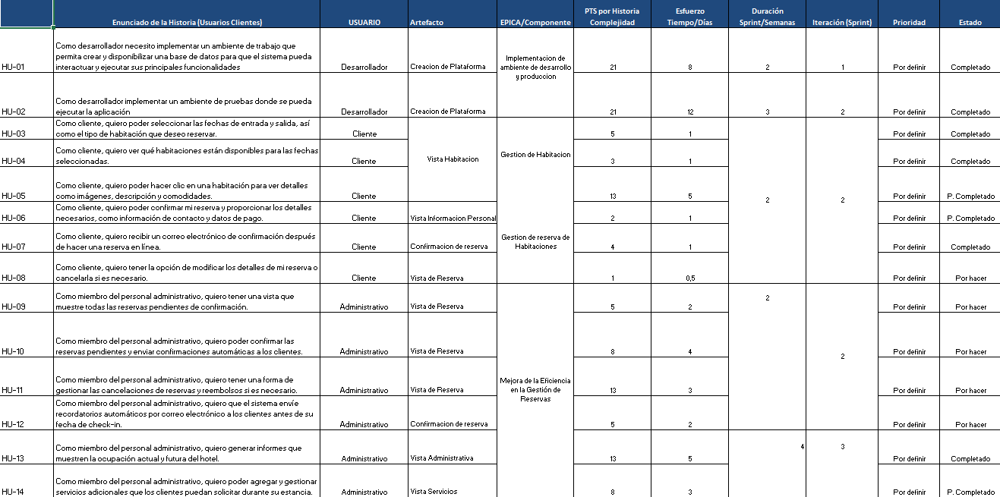 PTS por Historia Esfuerzo Duración
Enunciado de la Historia (Usuarios Clientes) USUARIO Artefacto EPICA/Componente Complejidad Tiempo/Días Sprint/Semanas Iteración (Sprint) Prioridad Estado
Como desarrollador necesito implementar un ambiente de trabajo que
permita crear y disponibilizar una base de datos para que el sistema pueda
interactuar y ejecutar sus principales funcionalidades
HU-01 Desarrollador Creacion de Plataforma
Implementacion de
ambiente de desarrollo
y produccion
21 8 2 1 Por definir Completado
Como desarrollador implementar un ambiente de pruebas donde se pueda
ejecutar la aplicación
HU-02 Desarrollador Creacion de Plataforma 21 12 3 2 Por definir Completado
Como cliente, quiero poder seleccionar las fechas de entrada y salida, así
como el tipo de habitación que deseo reservar.
HU-03 Cliente 5 1 Por definir Completado
Vista Habitacion
Gestion de Habitacion
Como cliente, quiero ver qué habitaciones están disponibles para las fechas
seleccionadas.
HU-04 Cliente 3 1 Por definir Completado
Como cliente, quiero poder hacer clic en una habitación para ver detalles
como imágenes, descripción y comodidades.
HU-05 Cliente 13 5 Por definir P. Completado
2 2
Como cliente, quiero poder confirmar mi reserva y proporcionar los detalles
necesarios, como información de contacto y datos de pago.
HU-06 Cliente Vista Informacion Personal 2 1 Por definir P. Completado
Gestion de reserva de
Habitaciones
Como cliente, quiero recibir un correo electrónico de confirmación después
de hacer una reserva en línea.
HU-07 Cliente Confirmacion de reserva 4 1 Por definir Completado
Como cliente, quiero tener la opción de modificar los detalles de mi reserva o
cancelarla si es necesario.
HU-08 Cliente Vista de Reserva 1 0,5 Por definir Por hacer
Como miembro del personal administrativo, quiero tener una vista que
muestre todas las reservas pendientes de confirmación.
HU-09 Administrativo Vista de Reserva 5 2 2 Por definir Por hacer
Como miembro del personal administrativo, quiero poder confirmar las
reservas pendientes y enviar confirmaciones automáticas a los clientes.
HU-10 Administrativo Vista de Reserva 8 4 2 Por definir Por hacer
Mejora de la Eficiencia
en la Gestión de
Reservas
Como miembro del personal administrativo, quiero tener una forma de
gestionar las cancelaciones de reservas y reembolsos si es necesario.
HU-11 Administrativo Vista de Reserva 13 3 Por definir Por hacer
Como miembro del personal administrativo, quiero que el sistema envíe
recordatorios automáticos por correo electrónico a los clientes antes de su
fecha de check-in.
HU-12 Administrativo Confirmacion de reserva 5 2 Por definir Por hacer
Como miembro del personal administrativo, quiero generar informes que
muestren la ocupación actual y futura del hotel.
HU-13 Administrativo Vista Administrativa 13 5 4 3 Por definir Completado
Como miembro del personal administrativo, quiero poder agregar y gestionar
servicios adicionales que los clientes puedan solicitar durante su estancia.
HU-14 Administrativo Vista Servicios 8 3 Por definir P. Completado